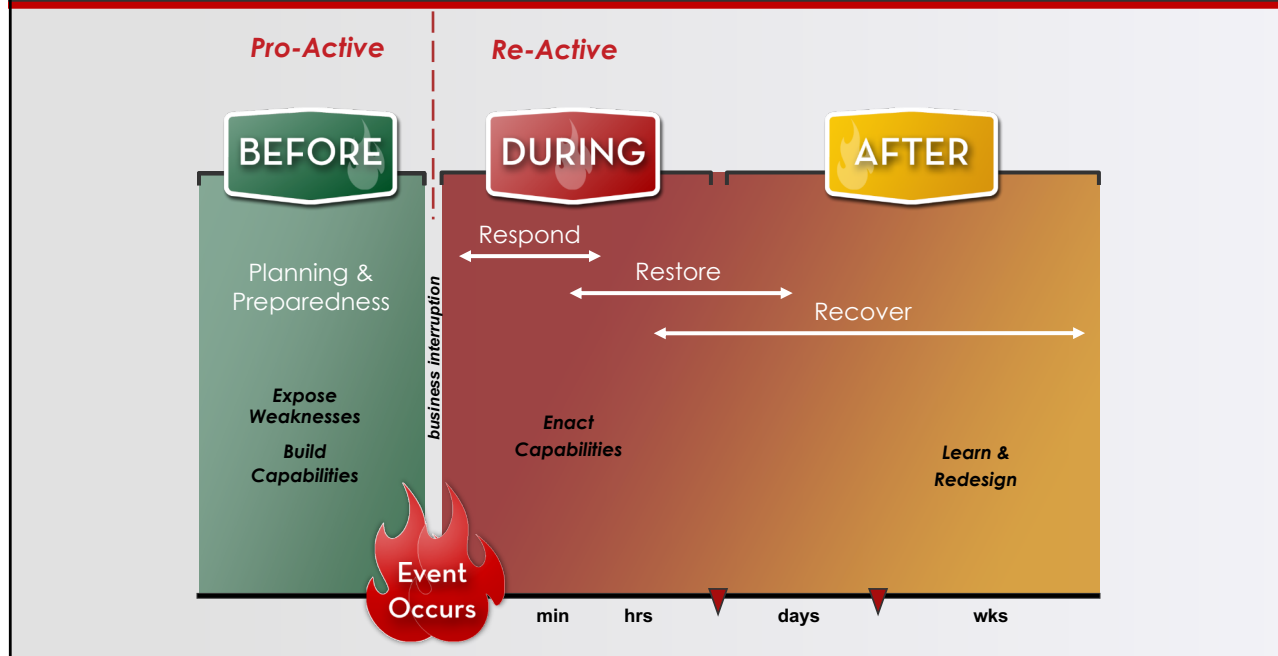 Pro-Active
Re-Active
BEFORE
DURING
AFTER
Respond
Restore
Recover
Planning &
Preparedness
business interruption
Expose
Weaknesses
Build
Capabilities
Enact
Capabilities
Learn &
Redesign
Event
Occurs
min
hrs
days
wks